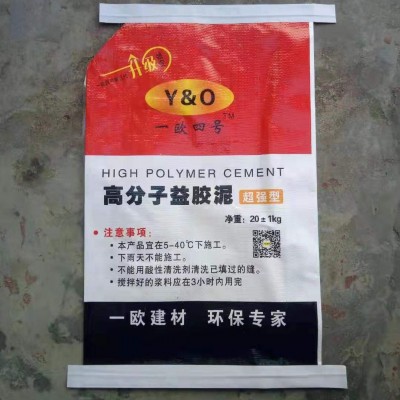 升级
Y&O
TM
一欧四号
HIGH POLYMER CEMENT
高分子益胶泥 超强型
净重：20±1kg
• 注意事项：
• 本产品宜在5-40℃下施工。
• 下雨天不能施工。
• 不能用酸性清洗剂清洗已填过的缝。
• 搅拌好的浆料应在3小时内用完
一欧建材 环保专家